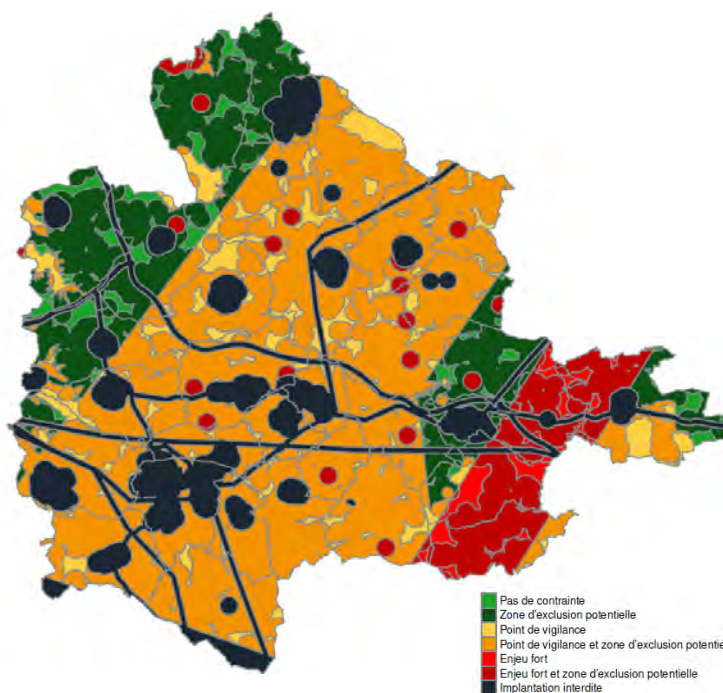 Pas de contrainte
Zone d'exclusion potentielle
Point de vigilance
Point de vigilance et zone d'exclusion potentiel
Enjeu fort
Enjeu fort et zone d'exclusion potentielle
Implantation interdite